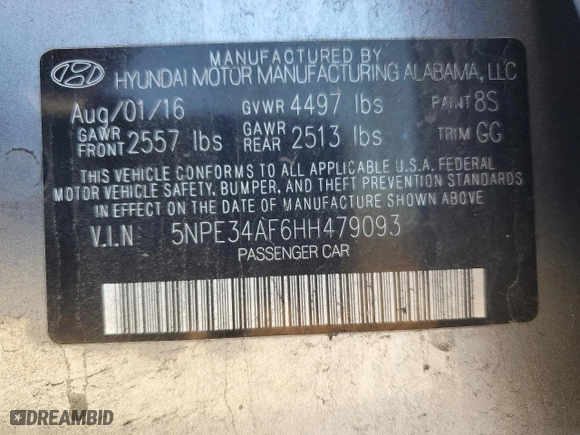 MANUFACTURED BY
HYUNDAI MOTOR MANUFACTURING ALABAMA, LLC
Aug/01/16 GVWR 4497 lbs PAINT 8S
GAWR FRONT 2557 lbs GAWR REAR 2513 lbs TRIM GG
THIS VEHICLE CONFORMS TO ALL APPLICABLE U.S.A. FEDERAL
MOTOR VEHICLE SAFETY, BUMPER, AND THEFT PREVENTION STANDARDS
IN EFFECT ON THE DATE OF MANUFACTURE SHOWN ABOVE
V.I.N 5NPE34AF6HH479093
PASSENGER CAR
DREAMBID